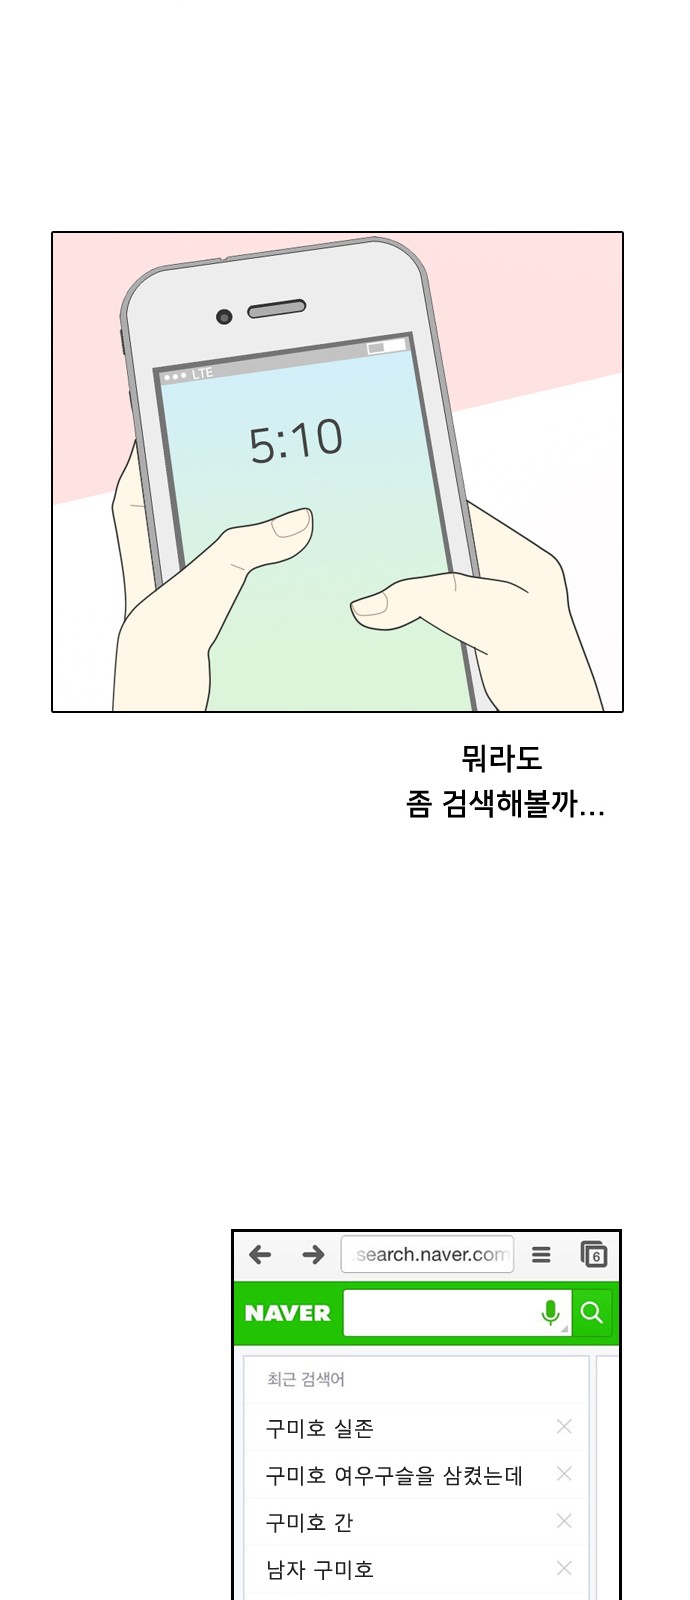 LTE
5:10
뭐라도
좀 검색해볼까...
search.naver.com
6
NAVER
최근 검색어
구미호 실존
구미호 여우구슬을 삼켰는데
구미호 간
남자 구미호